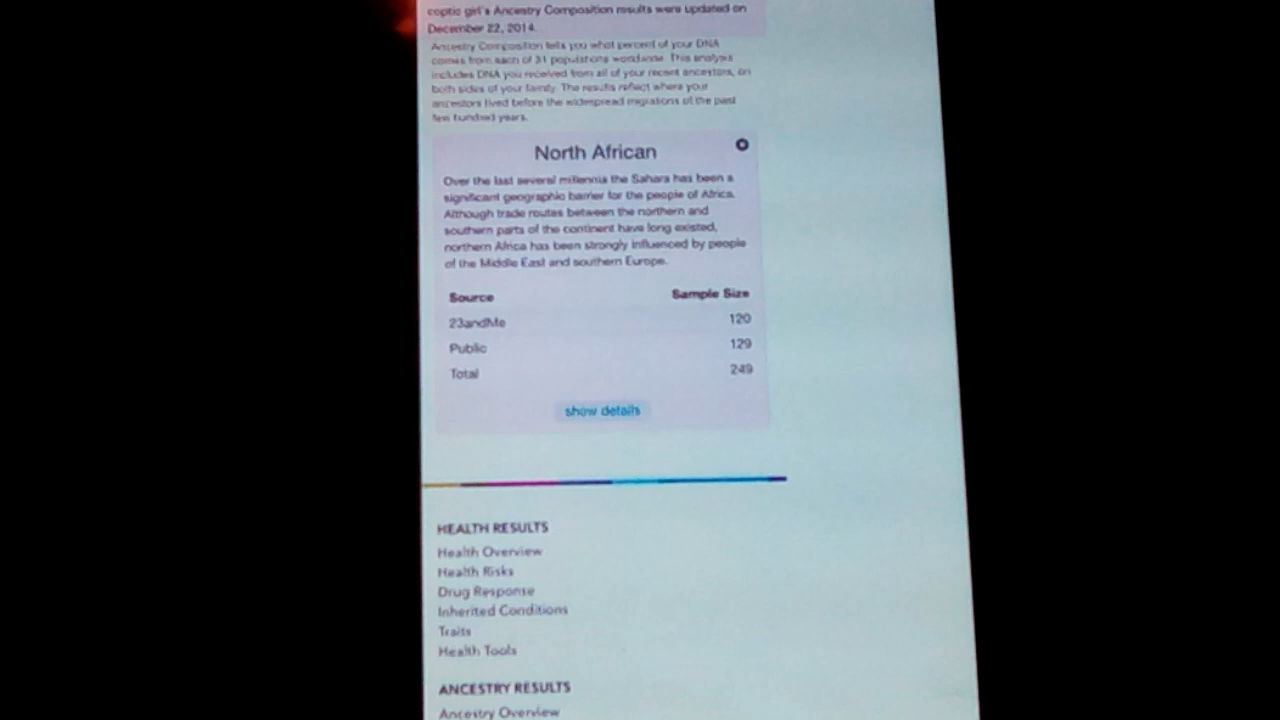 coptic girl's Ancestry Composition results were updated on
December 22, 2014.
Ancestry Composition tells you what percent of your DNA
comes from each of 31 populations worldwide. This analysis
includes DNA you received from all of your recent ancestors, on
both sides of your family. The results reflect where your
ancestors lived before the widespread migrations of the past
few hundred years.
North African
Over the last several millennia the Sahara has been a
significant geographic barrier for the people of Africa.
Although trade routes between the northern and
southern parts of the continent have long existed,
northern Africa has been strongly influenced by people
of the Middle East and southern Europe.
Source Sample Size
23andMe 120
Public 129
Total 249
show details
HEALTH RESULTS
Health Overview
Health Risks
Drug Response
Inherited Conditions
Traits
Health Tools
ANCESTRY RESULTS
Ancestry Overview